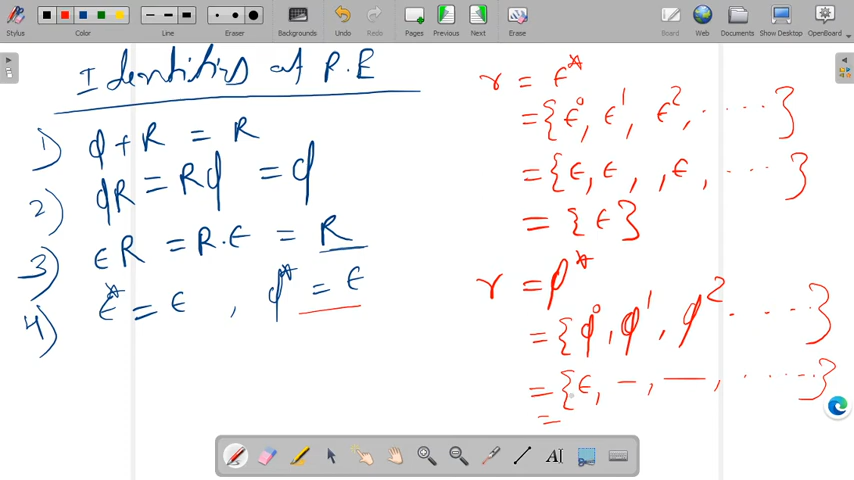 Stylus
Color
Line
Eraser
Backgrounds
Undo
Redo
Pages
Previous
Next
Erase
Board
Web
Documents
Show Desktop
OpenBoard
Identities of R.E
1) ϕ + R = R
2) ϕR = Rϕ = ϕ
3) ϵR = R.ϵ = R
4) ϵ* = ϵ , ϕ* = ϵ
r = ϵ*
= {ϵ⁰, ϵ¹, ϵ², ......}
= {ϵ, ϵ, , ϵ, ...}
= {ϵ}
r = ϕ*
= {ϕ⁰, ϕ¹, ϕ² .....}
= {ϵ, —, —, .....}
=